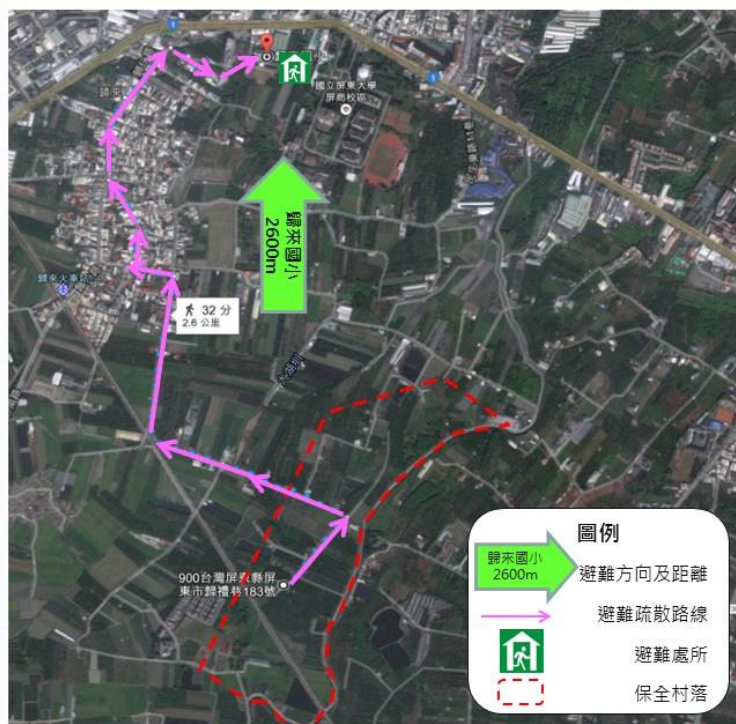 1
國立屏東大學
屏商校區
1
歸來國小
2600m
歸來火車站
32 分
2.6 公里
900台灣屏東縣屏
東市歸禮巷183號
圖例
歸來國小
2600m
避難方向及距離
避難疏散路線
避難處所
保全村落